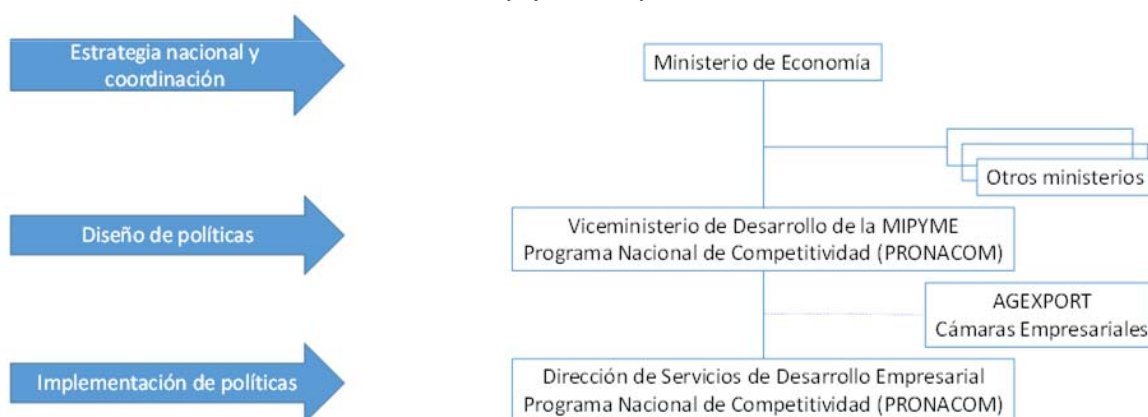 Estrategia nacional y
coordinación
Ministerio de Economía
Otros ministerios
Diseño de políticas
Viceministerio de Desarrollo de la MIPYME
Programa Nacional de Competitividad (PRONACOM)
AGEXPORT
Cámaras Empresariales
Implementación de políticas
Dirección de Servicios de Desarrollo Empresarial
Programa Nacional de Competitividad (PRONACOM)